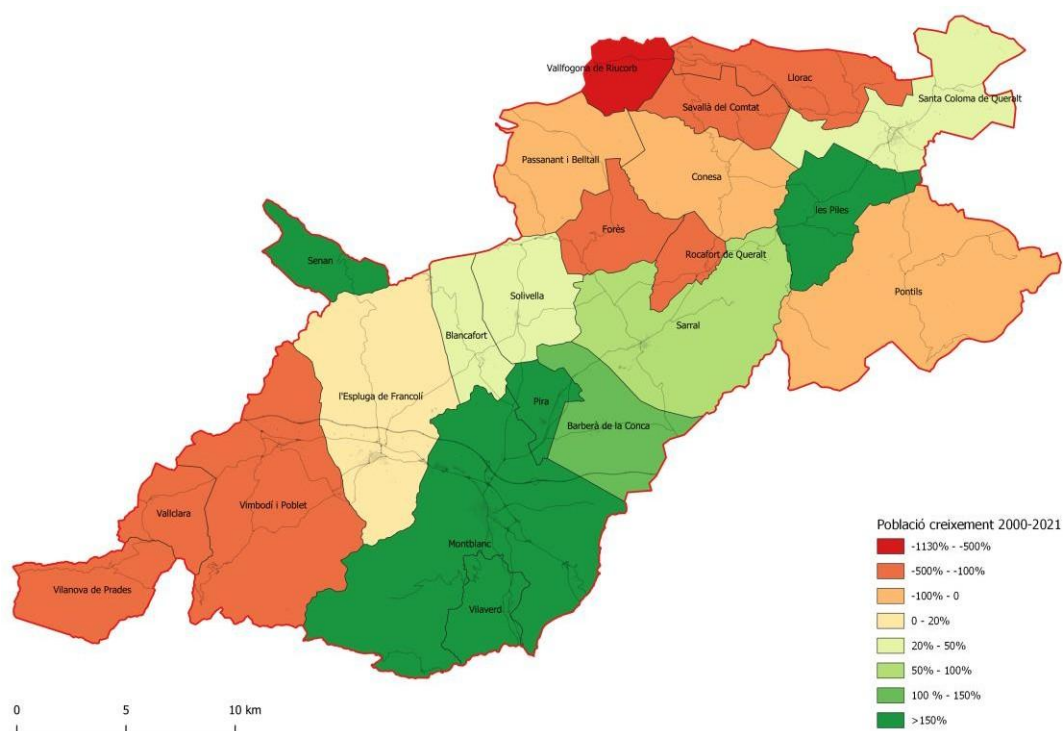 Vallfogona de Riucorb
Llorac
Santa Coloma de Queralt
Savallà del Comtat
Passanant i Belltall
Conesa
les Piles
Forès
Rocafort de Queralt
Senan
Pontils
Solivella
Blancafort
Sarral
l'Espluga de Francolí
Pira
Barberà de la Conca
Vallclara
Vimbodí i Poblet
Montblanc
Vilanova de Prades
Vilaverd
Població creixement 2000-2021
-1130% - -500%
-500% - -100%
-100% - 0
0 - 20%
20% - 50%
50% - 100%
100 % - 150%
>150%
0 5 10 km